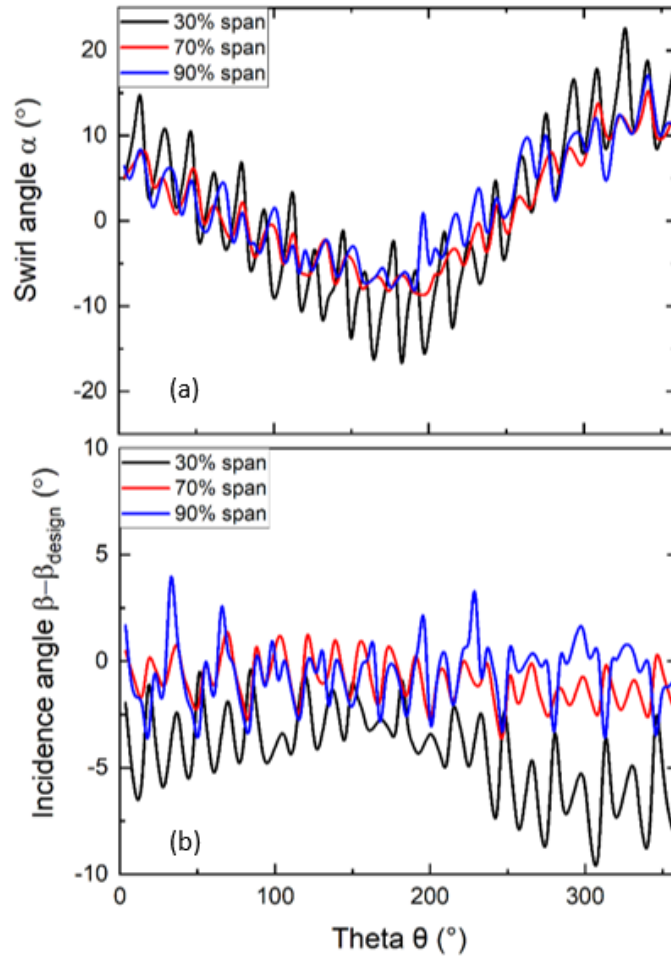 20
10
0
-10
-20
Swirl angle α (°)
30% span
70% span
90% span
(a)
10
5
0
-5
-10
Incidence angle β−βdesign (°)
30% span
70% span
90% span
(b)
0 100 200 300
Theta θ (°)